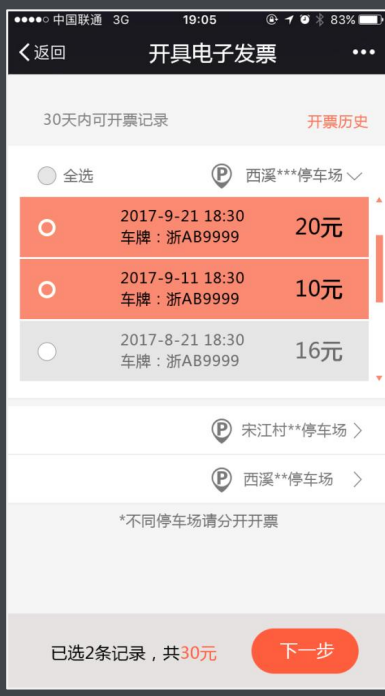 中国联通 3G 19:05 83%
返回 开具电子发票
30天内可开票记录 开票历史
全选 P 西溪***停车场
2017-9-21 18:30
车牌：浙AB9999 20元
2017-9-11 18:30
车牌：浙AB9999 10元
2017-8-21 18:30
车牌：浙AB9999 16元
P 宋江村**停车场
P 西溪**停车场
*不同停车场请分开开票
已选2条记录，共30元 下一步